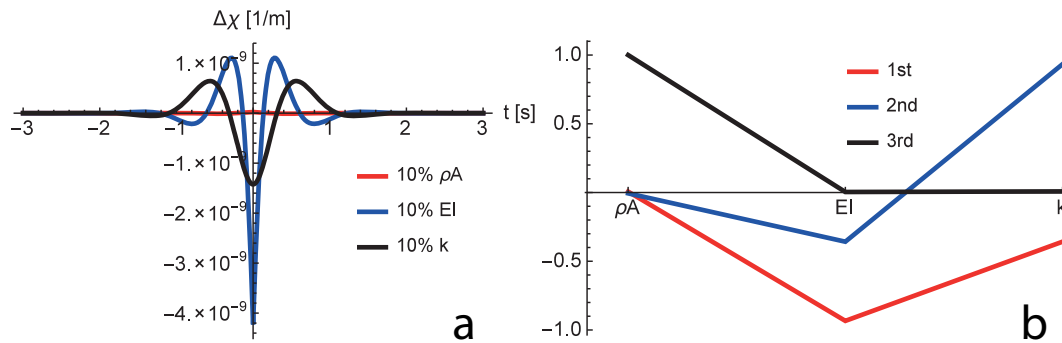 Δχ [1/m]
1.×10⁻⁹
-3 -2 -1 1 2 3 t [s]
-1.×10⁻⁹
-2.×10⁻⁹
-3.×10⁻⁹
-4.×10⁻⁹
10% ρA
10% EI
10% k
a
1.0
0.5
-0.5
-1.0
ρA EI k
1st
2nd
3rd
b